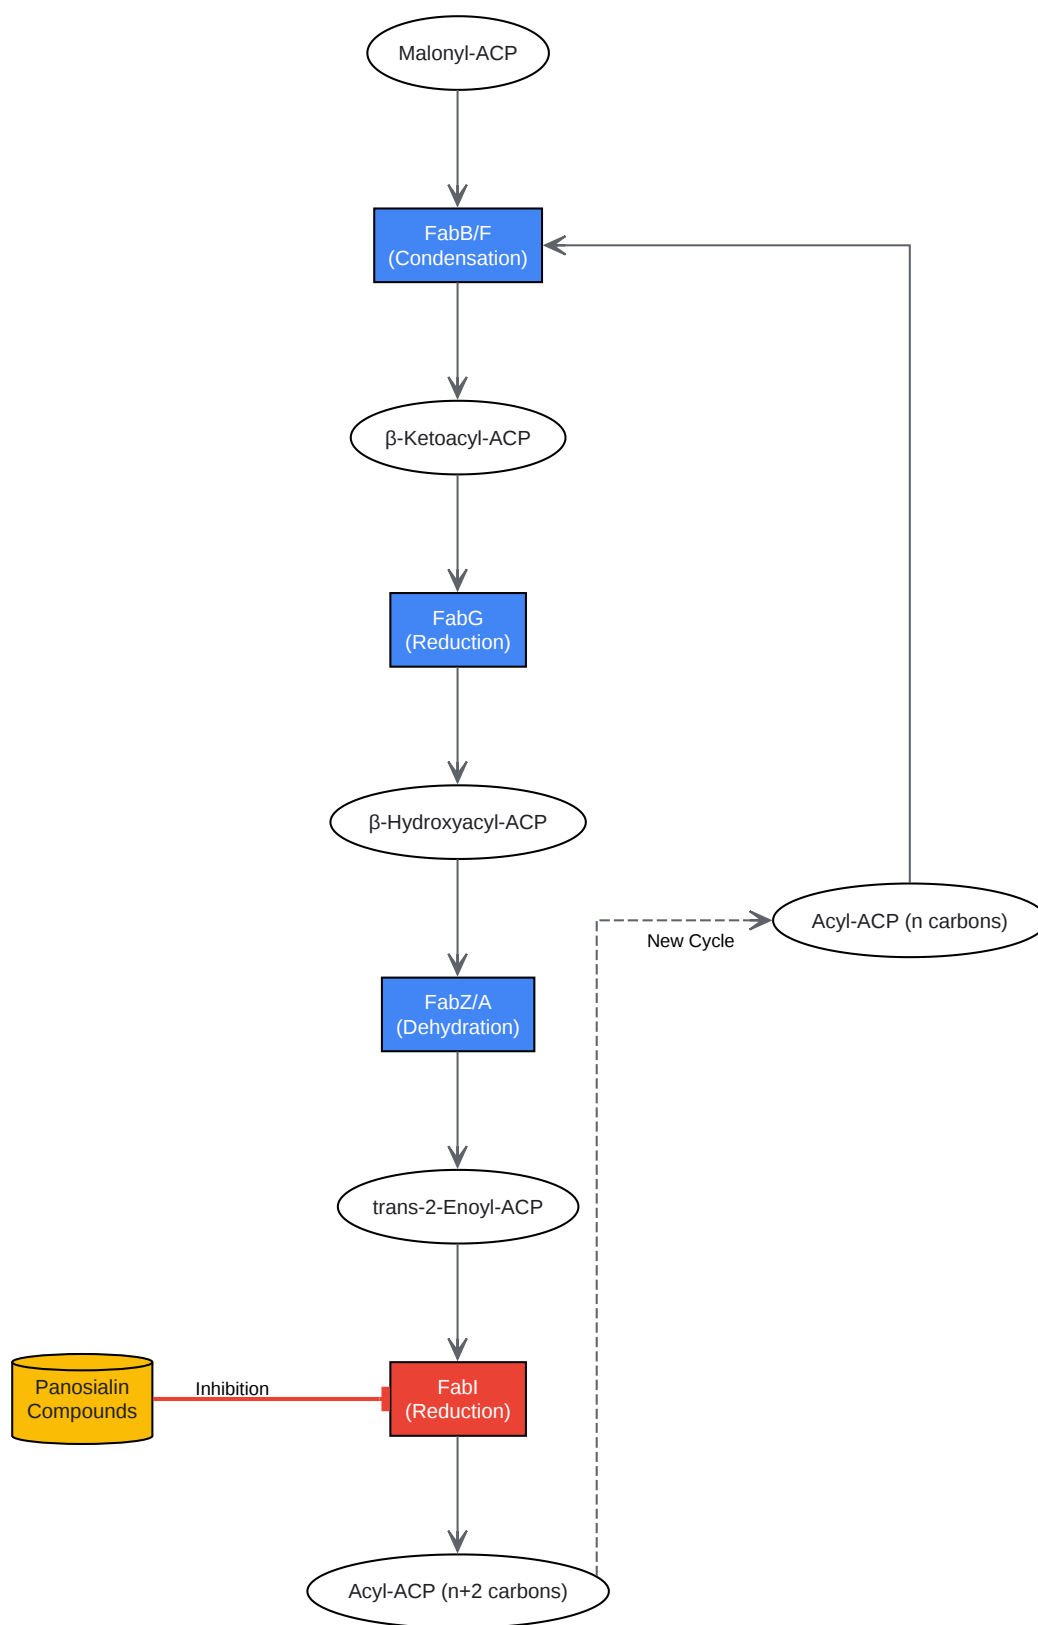 Malonyl-ACP
FabB/F
(Condensation)
β-Ketoacyl-ACP
FabG
(Reduction)
β-Hydroxyacyl-ACP
Acyl-ACP (n carbons)
New Cycle
FabZ/A
(Dehydration)
trans-2-Enoyl-ACP
Panosialin
Compounds
Inhibition
FabI
(Reduction)
Acyl-ACP (n+2 carbons)